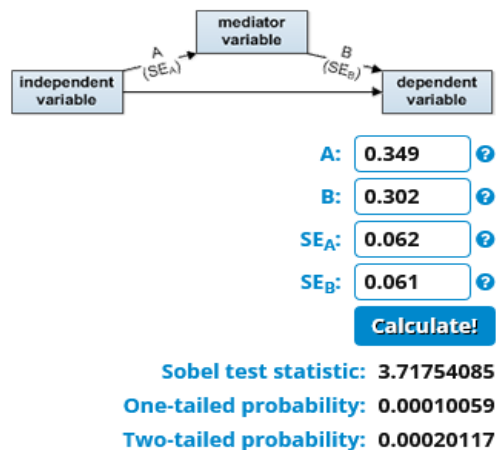 mediator
variable
A
(SEA)
B
(SEB)
independent
variable
dependent
variable
A: 0.349 ?
B: 0.302 ?
SEA: 0.062 ?
SEB: 0.061 ?
Calculate!
Sobel test statistic: 3.71754085
One-tailed probability: 0.00010059
Two-tailed probability: 0.00020117